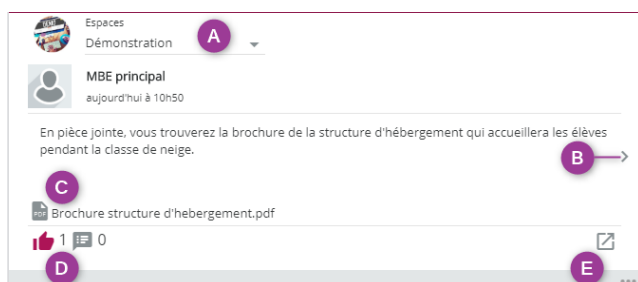 Espaces
Démonstration
A
MBE principal
aujourd'hui à 10h50
En pièce jointe, vous trouverez la brochure de la structure d'hébergement qui accueillera les élèves
pendant la classe de neige.
B
C
PDF Brochure structure d'hebergement.pdf
1 0
D
E